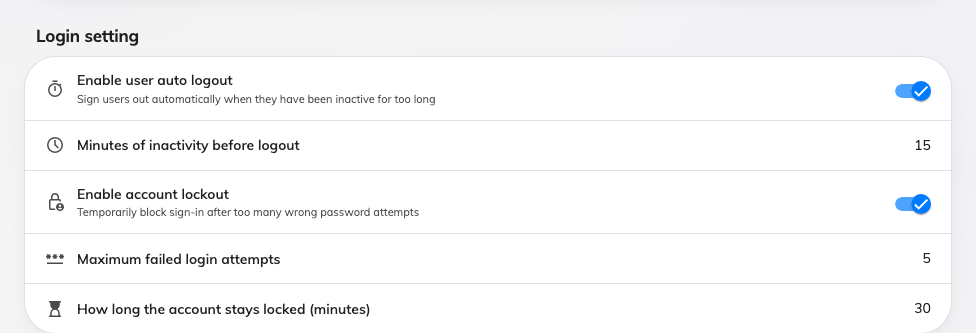 Login setting
Enable user auto logout
Sign users out automatically when they have been inactive for too long
Minutes of inactivity before logout
15
Enable account lockout
Temporarily block sign-in after too many wrong password attempts
Maximum failed login attempts
5
How long the account stays locked (minutes)
30